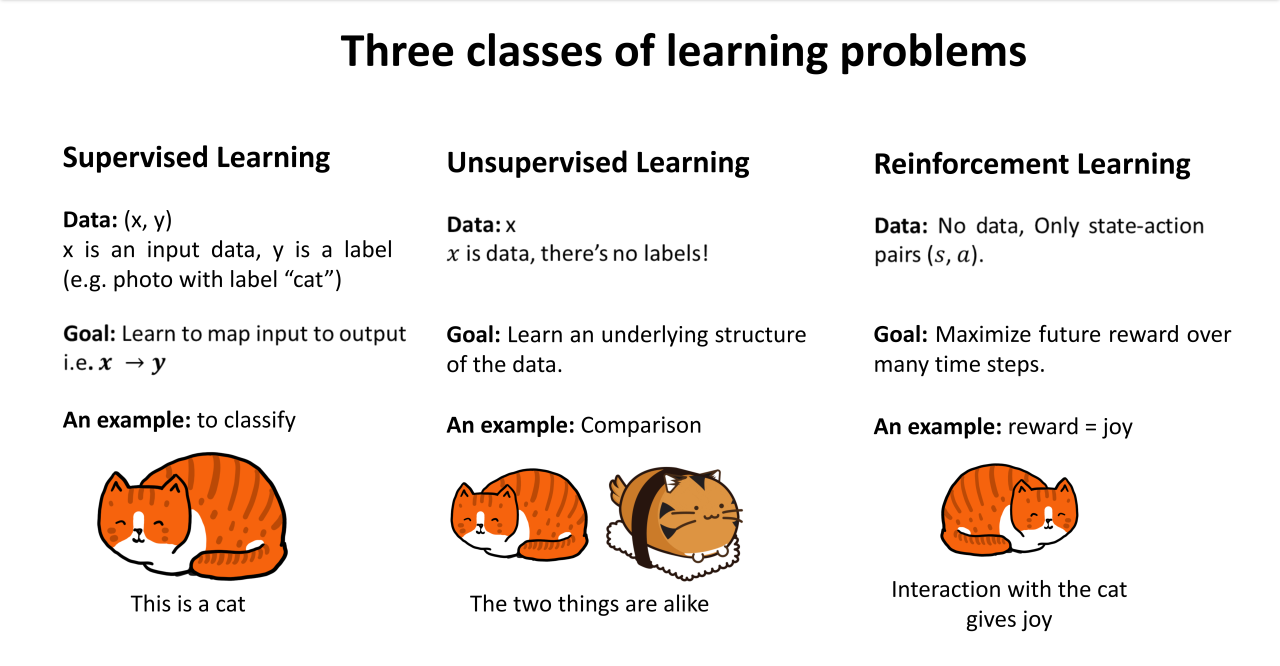 Three classes of learning problems
Supervised Learning
Data: (x, y)
x is an input data, y is a label
(e.g. photo with label “cat”)
Goal: Learn to map input to output
i.e. x → y
An example: to classify
This is a cat
Unsupervised Learning
Data: x
x is data, there’s no labels!
Goal: Learn an underlying structure
of the data.
An example: Comparison
The two things are alike
Reinforcement Learning
Data: No data, Only state-action
pairs (s, a).
Goal: Maximize future reward over
many time steps.
An example: reward = joy
Interaction with the cat
gives joy